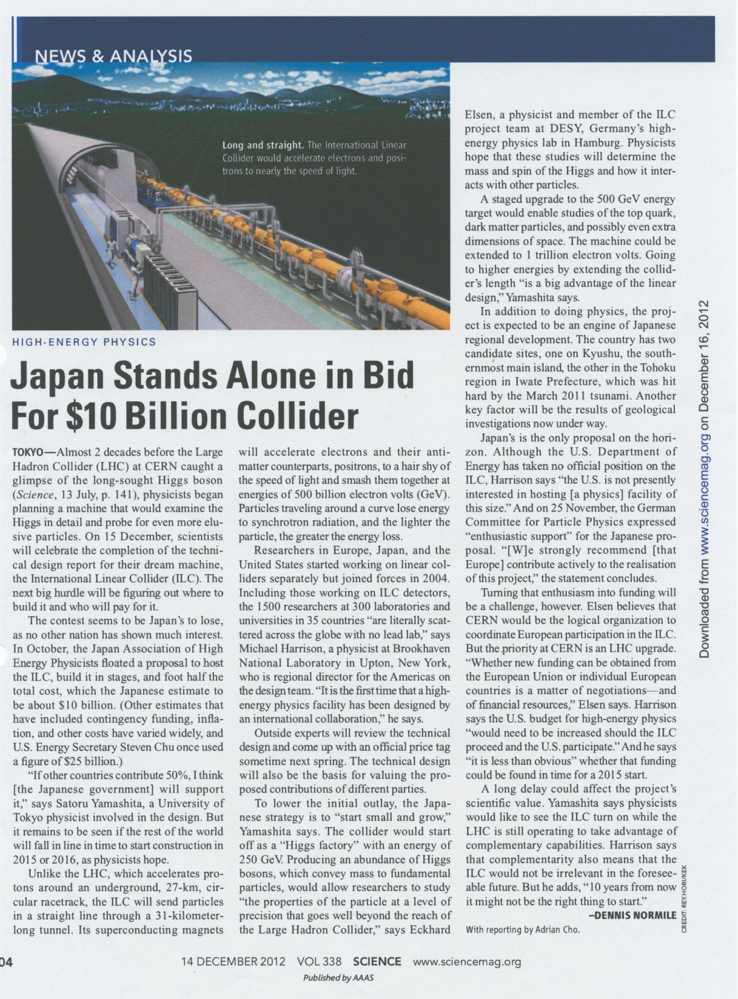 NEWS & ANALYSIS
Long and straight. The International Linear
Collider would accelerate electrons and posi-
trons to nearly the speed of light.
HIGH-ENERGY PHYSICS
Japan Stands Alone in Bid
For $10 Billion Collider
TOKYO—Almost 2 decades before the Large
Hadron Collider (LHC) at CERN caught a
glimpse of the long-sought Higgs boson
(Science, 13 July, p. 141), physicists began
planning a machine that would examine the
Higgs in detail and probe for even more elu-
sive particles. On 15 December, scientists
will celebrate the completion of the techni-
cal design report for their dream machine,
the International Linear Collider (ILC). The
next big hurdle will be figuring out where to
build it and who will pay for it.
The contest seems to be Japan's to lose,
as no other nation has shown much interest.
In October, the Japan Association of High
Energy Physicists floated a proposal to host
the ILC, build it in stages, and foot half the
total cost, which the Japanese estimate to
be about $10 billion. (Other estimates that
have included contingency funding, infla-
tion, and other costs have varied widely, and
U.S. Energy Secretary Steven Chu once used
a figure of $25 billion.)
“If other countries contribute 50%, I think
[the Japanese government] will support
it,” says Satoru Yamashita, a University of
Tokyo physicist involved in the design. But
it remains to be seen if the rest of the world
will fall in line in time to start construction in
2015 or 2016, as physicists hope.
Unlike the LHC, which accelerates pro-
tons around an underground, 27-km, cir-
cular racetrack, the ILC will send particles
in a straight line through a 31-kilometer-
long tunnel. Its superconducting magnets
will accelerate electrons and their anti-
matter counterparts, positrons, to a hair shy of
the speed of light and smash them together at
energies of 500 billion electron volts (GeV).
Particles traveling around a curve lose energy
to synchrotron radiation, and the lighter the
particle, the greater the energy loss.
Researchers in Europe, Japan, and the
United States started working on linear col-
liders separately but joined forces in 2004.
Including those working on ILC detectors,
the 1500 researchers at 300 laboratories and
universities in 35 countries “are literally scat-
tered across the globe with no lead lab,” says
Michael Harrison, a physicist at Brookhaven
National Laboratory in Upton, New York,
who is regional director for the Americas on
the design team. “It is the first time that a high-
energy physics facility has been designed by
an international collaboration,” he says.
Outside experts will review the technical
design and come up with an official price tag
sometime next spring. The technical design
will also be the basis for valuing the pro-
posed contributions of different parties.
To lower the initial outlay, the Japa-
nese strategy is to “start small and grow,”
Yamashita says. The collider would start
off as a “Higgs factory” with an energy of
250 GeV. Producing an abundance of Higgs
bosons, which convey mass to fundamental
particles, would allow researchers to study
“the properties of the particle at a level of
precision that goes well beyond the reach of
the Large Hadron Collider,” says Eckhard
Elsen, a physicist and member of the ILC
project team at DESY, Germany's high-
energy physics lab in Hamburg. Physicists
hope that these studies will determine the
mass and spin of the Higgs and how it inter-
acts with other particles.
A staged upgrade to the 500 GeV energy
target would enable studies of the top quark,
dark matter particles, and possibly even extra
dimensions of space. The machine could be
extended to 1 trillion electron volts. Going
to higher energies by extending the collid-
er's length “is a big advantage of the linear
design,” Yamashita says.
In addition to doing physics, the proj-
ect is expected to be an engine of Japanese
regional development. The country has two
candidate sites, one on Kyushu, the south-
ernmost main island, the other in the Tohoku
region in Iwate Prefecture, which was hit
hard by the March 2011 tsunami. Another
key factor will be the results of geological
investigations now under way.
Japan's is the only proposal on the hori-
zon. Although the U.S. Department of
Energy has taken no official position on the
ILC, Harrison says “the U.S. is not presently
interested in hosting [a physics] facility of
this size.” And on 25 November, the German
Committee for Particle Physics expressed
“enthusiastic support” for the Japanese pro-
posal. “[W]e strongly recommend [that
Europe] contribute actively to the realisation
of this project,” the statement concludes.
Turning that enthusiasm into funding will
be a challenge, however. Elsen believes that
CERN would be the logical organization to
coordinate European participation in the ILC.
But the priority at CERN is an LHC upgrade.
“Whether new funding can be obtained from
the European Union or individual European
countries is a matter of negotiations—and
of financial resources,” Elsen says. Harrison
says the U.S. budget for high-energy physics
“would need to be increased should the ILC
proceed and the U.S. participate.” And he says
“it is less than obvious” whether that funding
could be found in time for a 2015 start.
A long delay could affect the project's
scientific value. Yamashita says physicists
would like to see the ILC turn on while the
LHC is still operating to take advantage of
complementary capabilities. Harrison says
that complementarity also means that the
ILC would not be irrelevant in the foresee-
able future. But he adds, “10 years from now
it might not be the right thing to start.”
–DENNIS NORMILE
With reporting by Adrian Cho.
CREDIT: REY.HORI/KEK
Downloaded from www.sciencemag.org on December 16, 2012
04
14 DECEMBER 2012 VOL 338 SCIENCE www.sciencemag.org
Published by AAAS